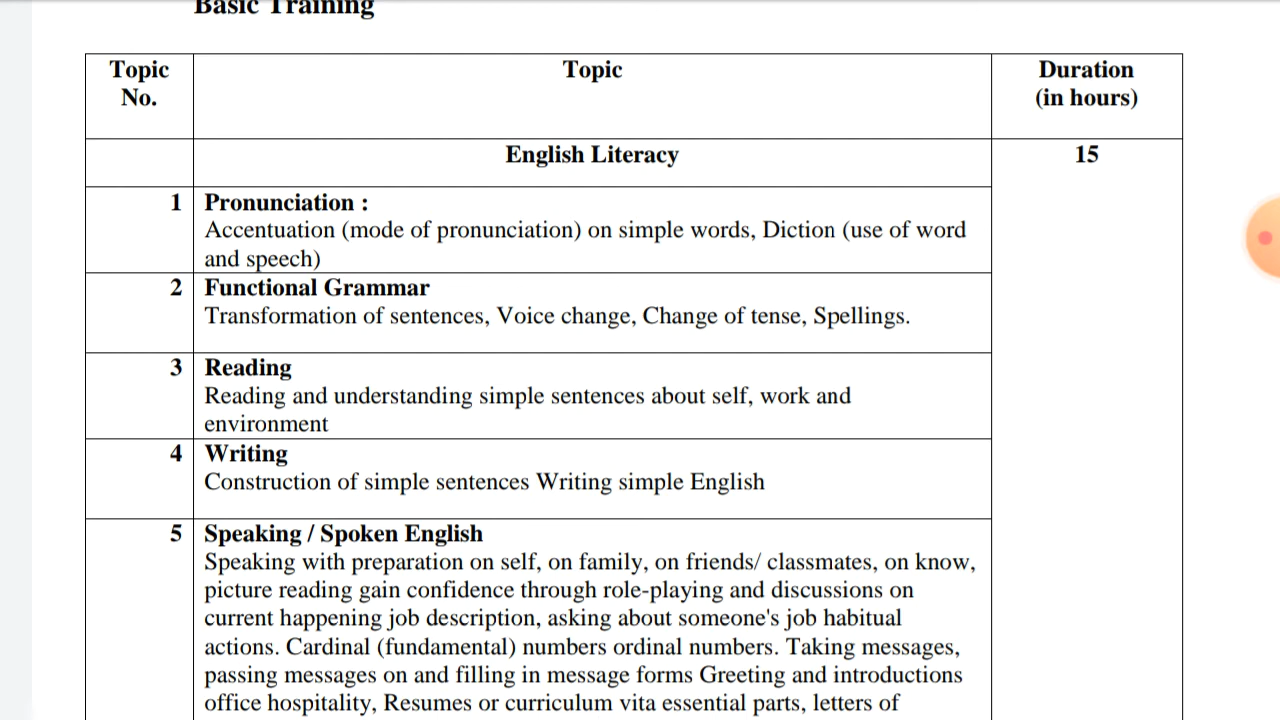 Basic Training
Topic No.
Topic
Duration (in hours)
English Literacy
15
1 Pronunciation :
Accentuation (mode of pronunciation) on simple words, Diction (use of word
and speech)
2 Functional Grammar
Transformation of sentences, Voice change, Change of tense, Spellings.
3 Reading
Reading and understanding simple sentences about self, work and
environment
4 Writing
Construction of simple sentences Writing simple English
5 Speaking / Spoken English
Speaking with preparation on self, on family, on friends/ classmates, on know,
picture reading gain confidence through role-playing and discussions on
current happening job description, asking about someone's job habitual
actions. Cardinal (fundamental) numbers ordinal numbers. Taking messages,
passing messages on and filling in message forms Greeting and introductions
office hospitality, Resumes or curriculum vita essential parts, letters of